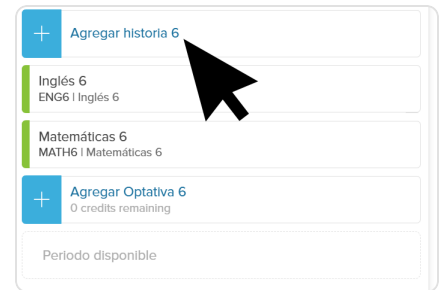 Agregar historia 6
Inglés 6
ENG6 | Inglés 6
Matemáticas 6
MATH6 | Matemáticas 6
Agregar Optativa 6
0 credits remaining
Periodo disponible